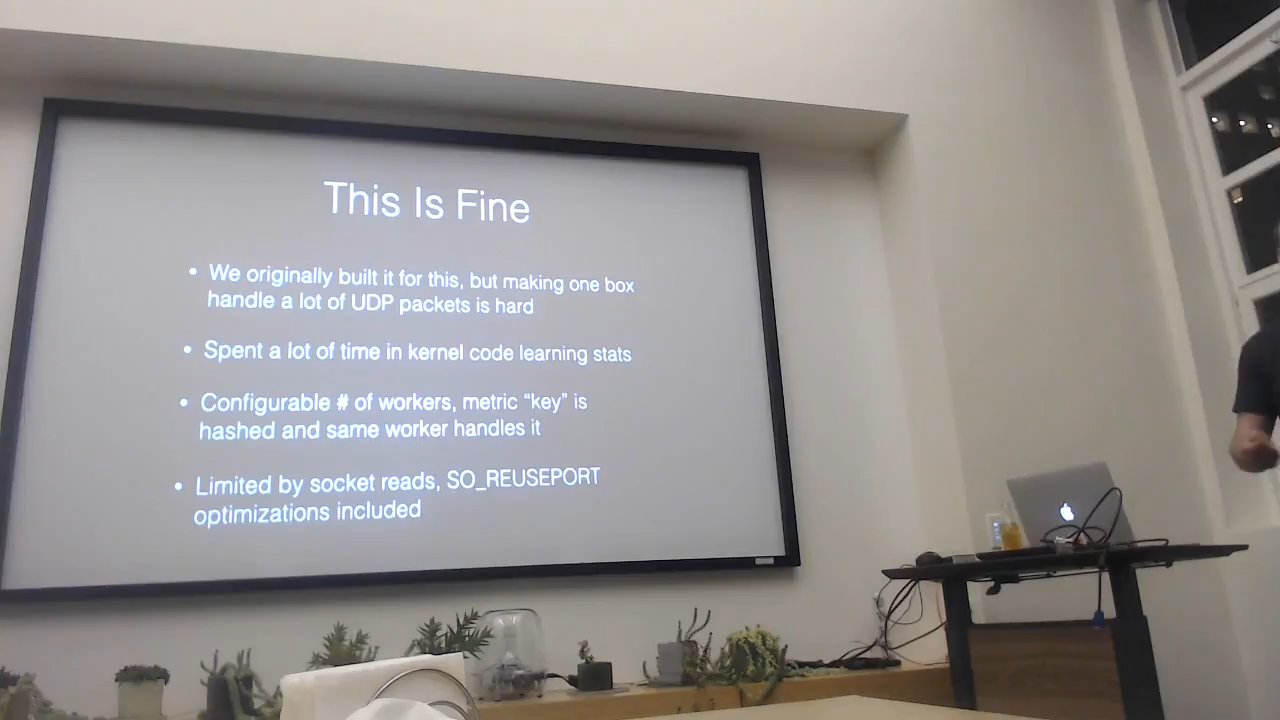 This Is Fine
• We originally built it for this, but making one box
handle a lot of UDP packets is hard
• Spent a lot of time in kernel code learning stats
• Configurable # of workers, metric “key” is
hashed and same worker handles it
• Limited by socket reads, SO_REUSEPORT
optimizations included